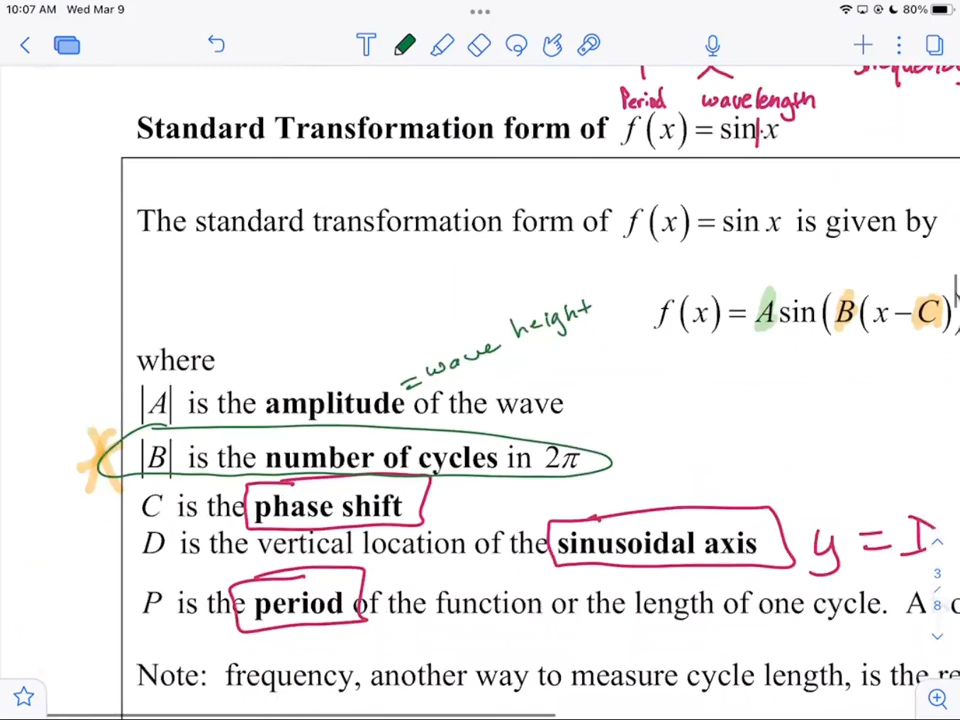 10:07 AM Wed Mar 9 80%
Period wavelength
Standard Transformation form of f(x) = sin x
The standard transformation form of f(x) = sin x is given by
f(x) = A sin(B(x − C))
= wave height
where
|A| is the amplitude of the wave
|B| is the number of cycles in 2π
C is the phase shift
D is the vertical location of the sinusoidal axis y =
P is the period of the function or the length of one cycle. A
3
/
8
Note: frequency, another way to measure cycle length, is the re